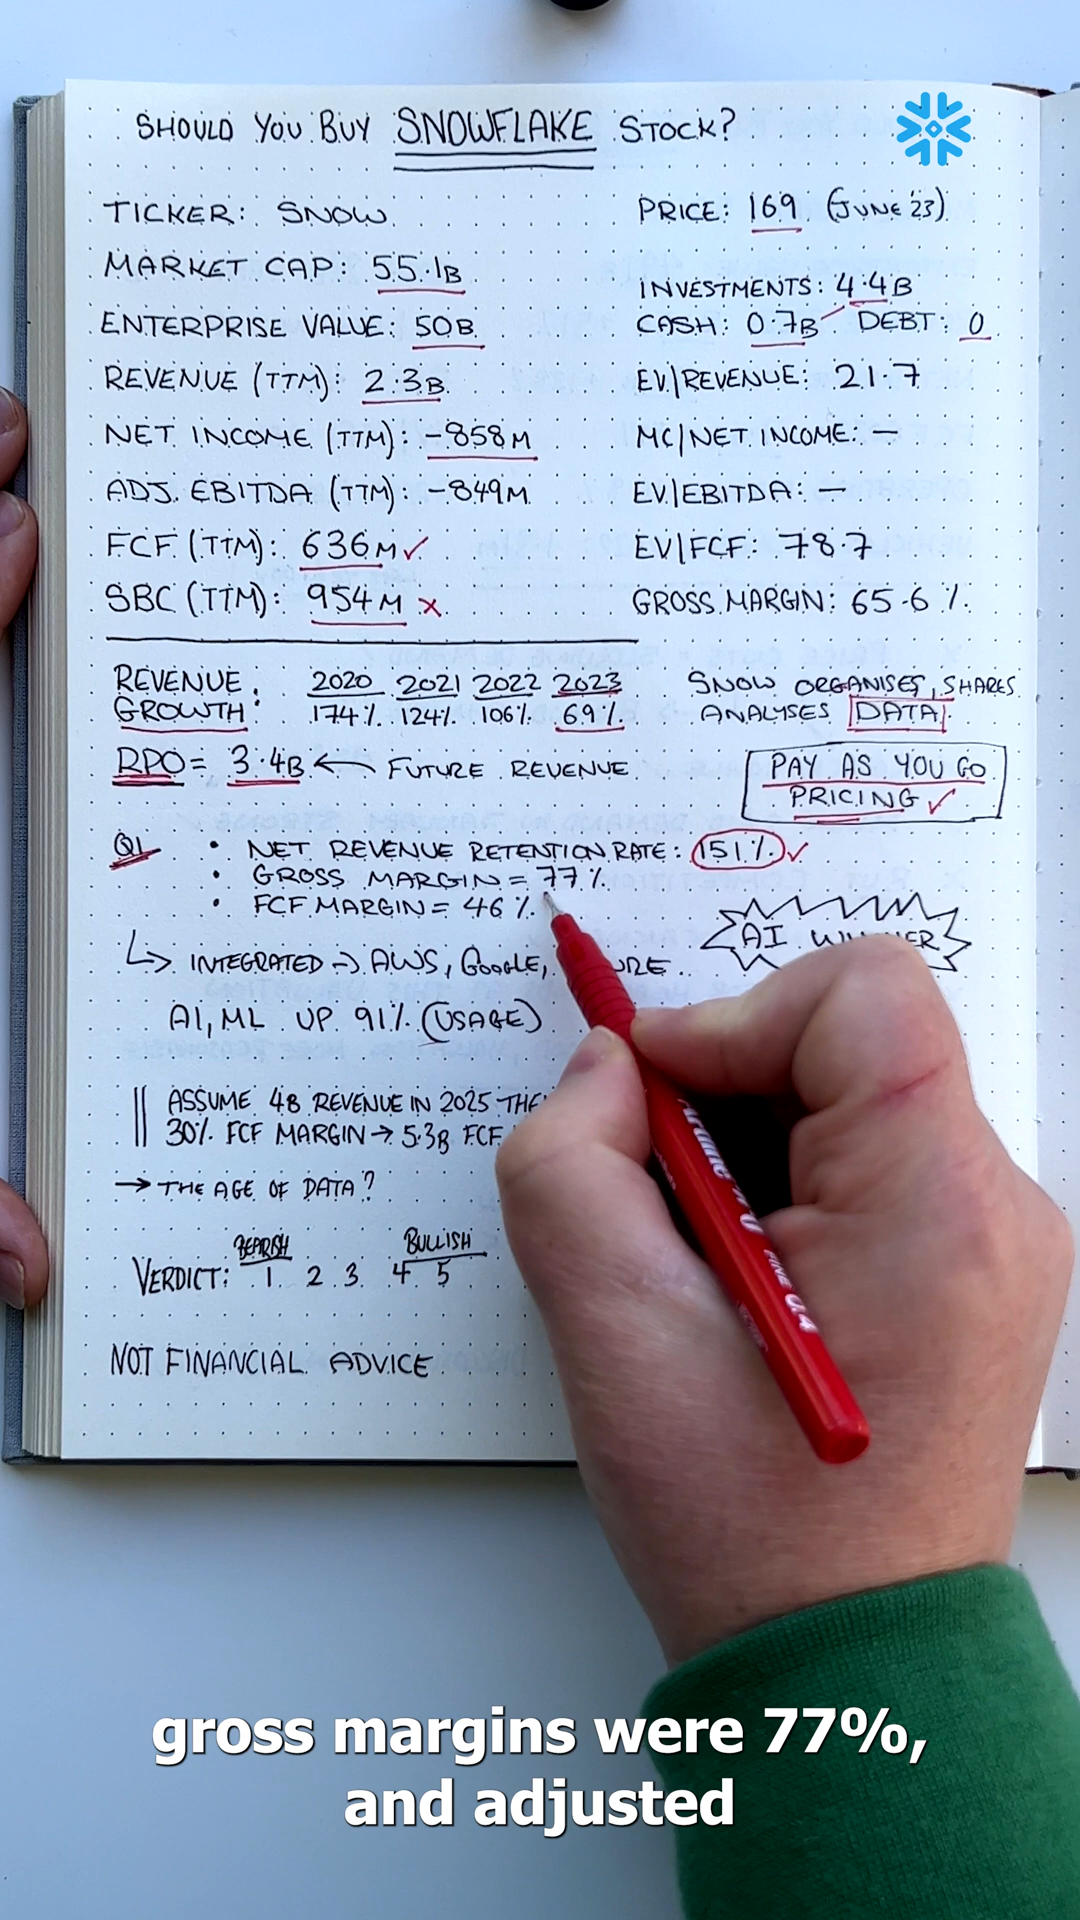 SHOULD YOU BUY SNOWFLAKE STOCK?
TICKER: SNOW
PRICE: 169 (JUNE '23)
MARKET CAP: 55.1B
INVESTMENTS: 4.4B
ENTERPRISE VALUE: 50B
CASH: 0.7B DEBT: 0
REVENUE (TTM): 2.3B
EV/REVENUE: 21.7
NET INCOME (TTM): -858M
MC/NET INCOME: —
ADJ. EBITDA (TTM): -849M
EV/EBITDA: —
FCF (TTM): 636M ✓
EV/FCF: 78.7
SBC (TTM): 954M x
GROSS MARGIN: 65.6%
REVENUE GROWTH:
2020 2021 2022 2023
174% 124% 106% 69%
SNOW ORGANISES, SHARES
ANALYSES DATA
RPO = 3.4B ← FUTURE REVENUE
PAY AS YOU GO
PRICING ✓
Q1
• NET REVENUE RETENTION RATE: 151% ✓
• GROSS MARGIN = 77%
• FCF MARGIN = 46%
AI
↳ INTEGRATED → AWS, GOOGLE,
AI, ML UP 91% (USAGE)
ASSUME 4B REVENUE IN 2025
30% FCF MARGIN → 5.3B FCF
→ THE AGE OF DATA?
BEARISH BULLISH
VERDICT: 1 2 3 4 5
NOT FINANCIAL ADVICE
FINE 0.4
gross margins were 77%,
and adjusted